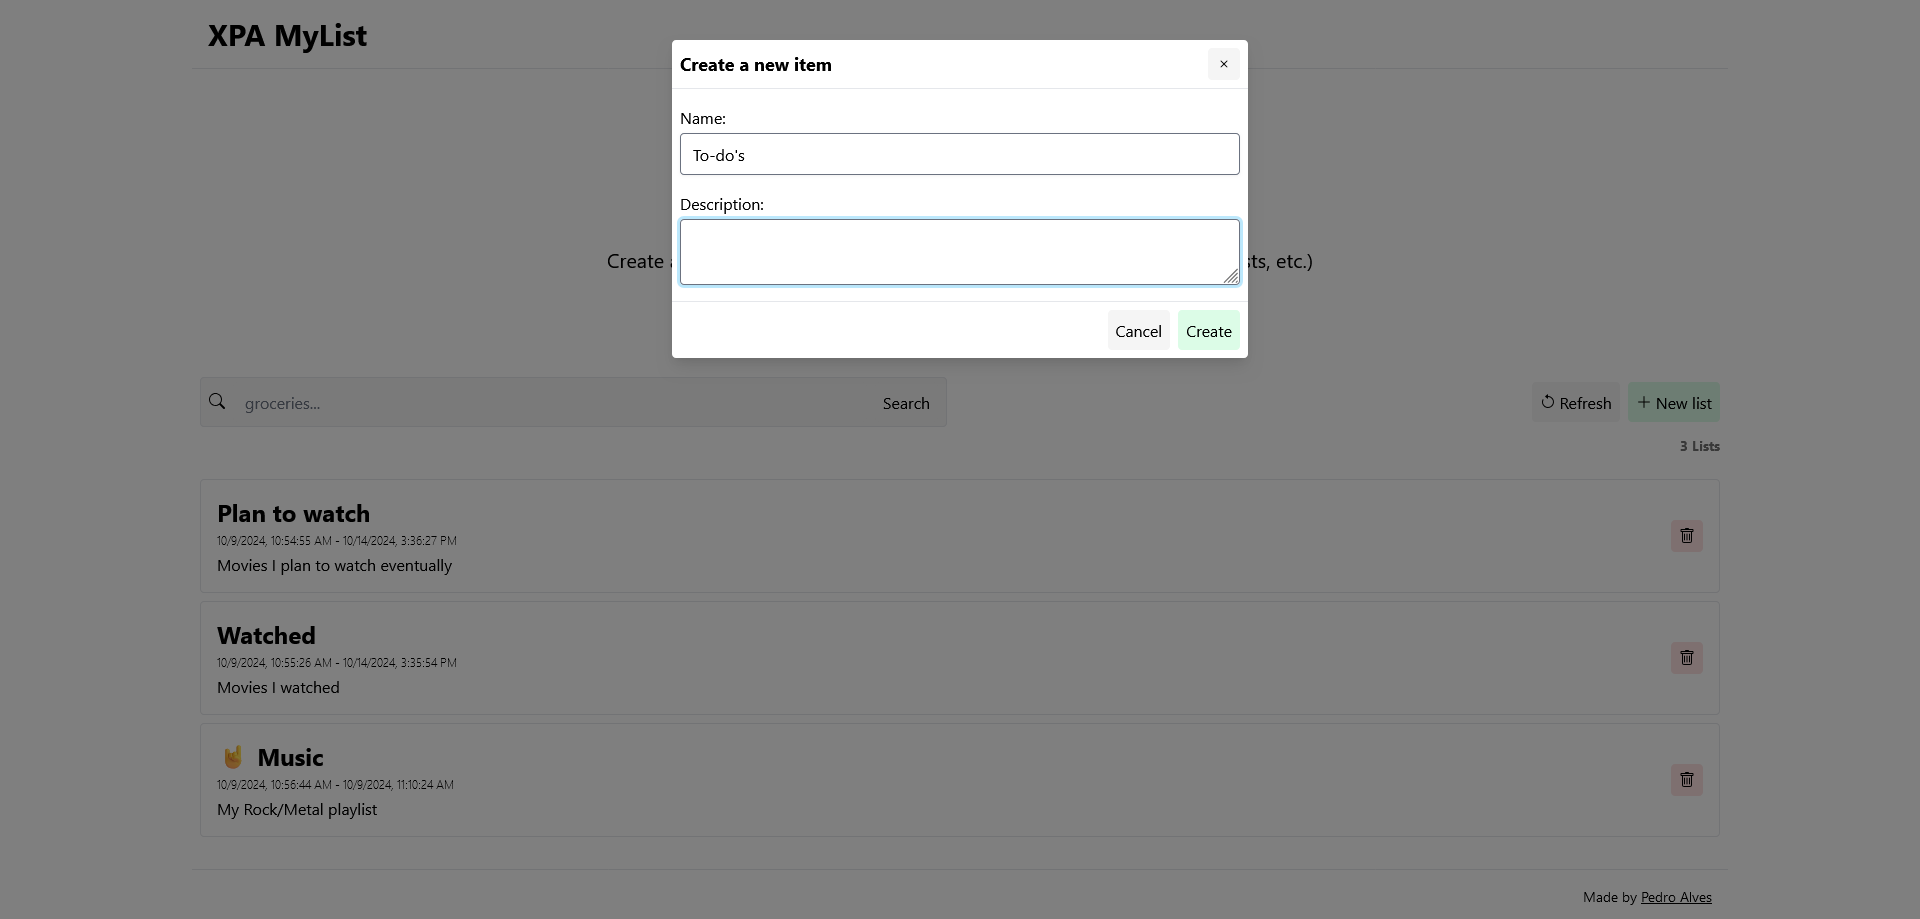 XPA MyList
Create a new item
×
Name:
To-do's
Description:
Create
sts, etc.)
Cancel
Create
groceries...
Search
Refresh
+ New list
3 Lists
Plan to watch
10/9/2024, 10:54:55 AM - 10/14/2024, 3:36:27 PM
Movies I plan to watch eventually
Watched
10/9/2024, 10:55:26 AM - 10/14/2024, 3:35:54 PM
Movies I watched
🤘 Music
10/9/2024, 10:56:44 AM - 10/9/2024, 11:10:24 AM
My Rock/Metal playlist
Made by Pedro Alves